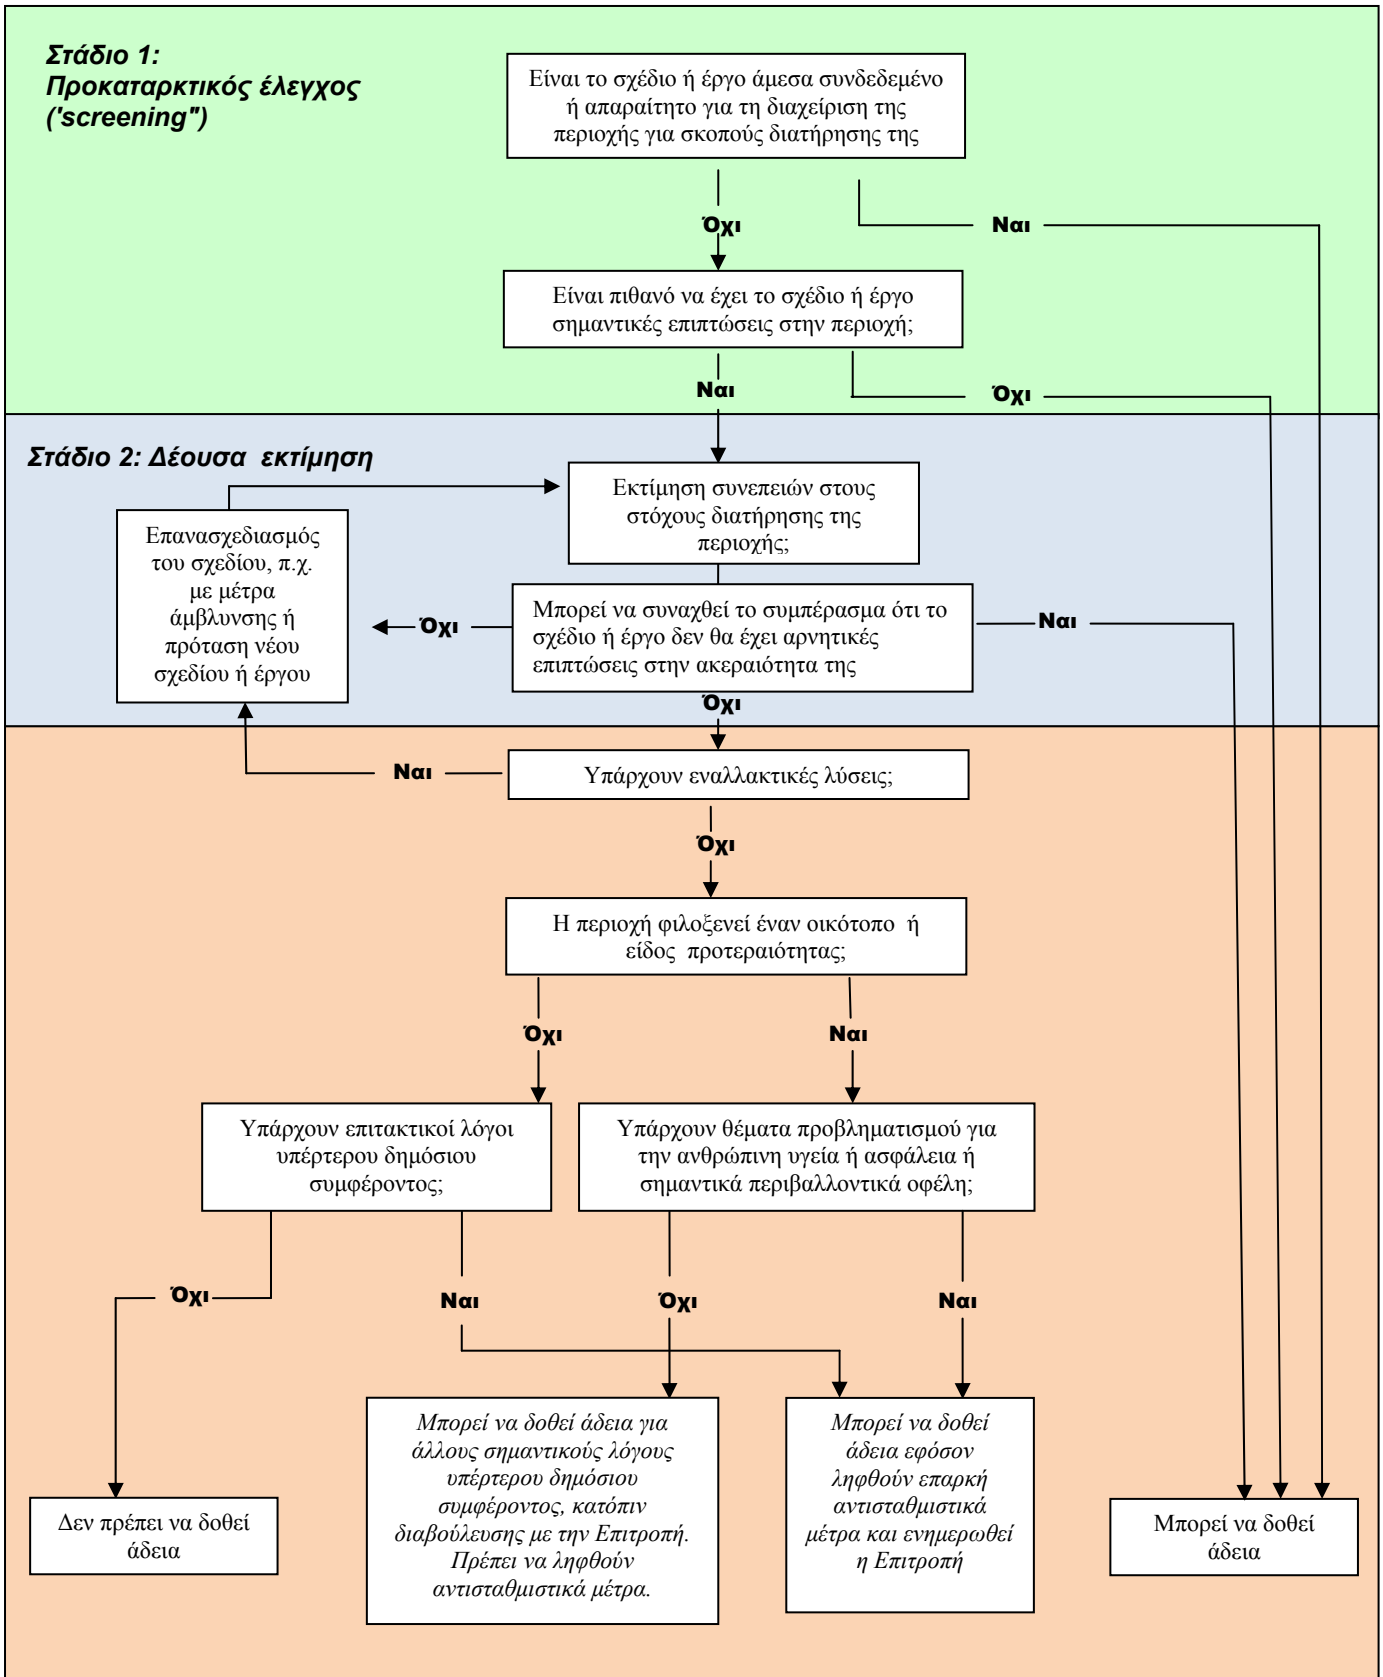 Στάδιο 1:
Προκαταρκτικός έλεγχος
('screening")
Είναι το σχέδιο ή έργο άμεσα συνδεδεμένο
ή απαραίτητο για τη διαχείριση της
περιοχής για σκοπούς διατήρησης της
Όχι
Ναι
Είναι πιθανό να έχει το σχέδιο ή έργο
σημαντικές επιπτώσεις στην περιοχή;
Ναι
Όχι
Στάδιο 2: Δέουσα εκτίμηση
Εκτίμηση συνεπειών στους
στόχους διατήρησης της
περιοχής;
Επανασχεδιασμός
του σχεδίου, π.χ.
με μέτρα
άμβλυνσης ή
πρόταση νέου
σχεδίου ή έργου
Όχι
Μπορεί να συναχθεί το συμπέρασμα ότι το
σχέδιο ή έργο δεν θα έχει αρνητικές
επιπτώσεις στην ακεραιότητα της
Ναι
Όχι
Ναι
Υπάρχουν εναλλακτικές λύσεις;
Όχι
Η περιοχή φιλοξενεί έναν οικότοπο ή
είδος προτεραιότητας;
Όχι
Ναι
Υπάρχουν επιτακτικοί λόγοι
υπέρτερου δημόσιου
συμφέροντος;
Υπάρχουν θέματα προβληματισμού για
την ανθρώπινη υγεία ή ασφάλεια ή
σημαντικά περιβαλλοντικά οφέλη;
Όχι
Ναι
Όχι
Ναι
Δεν πρέπει να δοθεί
άδεια
Μπορεί να δοθεί άδεια για
άλλους σημαντικούς λόγους
υπέρτερου δημόσιου
συμφέροντος, κατόπιν
διαβούλευσης με την Επιτροπή.
Πρέπει να ληφθούν
αντισταθμιστικά μέτρα.
Μπορεί να δοθεί
άδεια εφόσον
ληφθούν επαρκή
αντισταθμιστικά
μέτρα και ενημερωθεί
η Επιτροπή
Μπορεί να δοθεί
άδεια